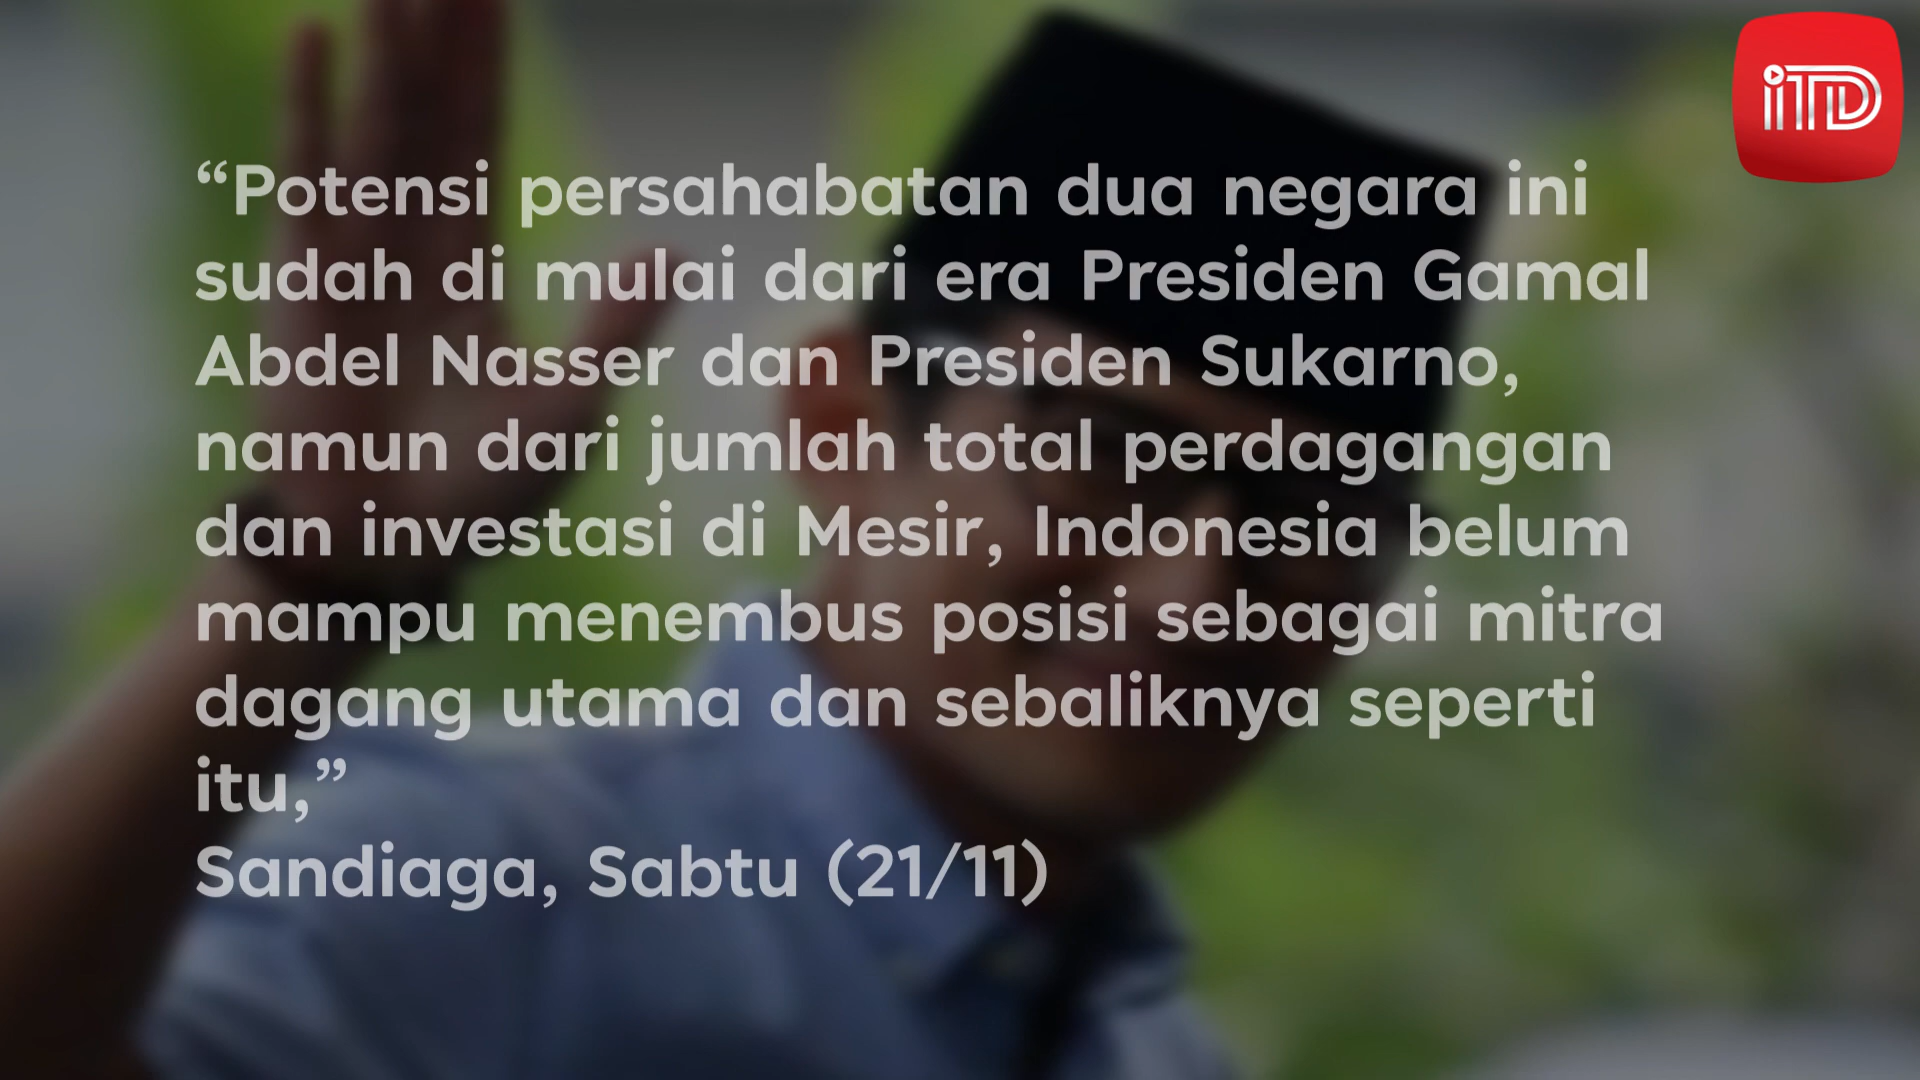 iTD
“Potensi persahabatan dua negara ini
sudah di mulai dari era Presiden Gamal
Abdel Nasser dan Presiden Sukarno,
namun dari jumlah total perdagangan
dan investasi di Mesir, Indonesia belum
mampu menembus posisi sebagai mitra
dagang utama dan sebaliknya seperti
itu,”
Sandiaga, Sabtu (21/11)